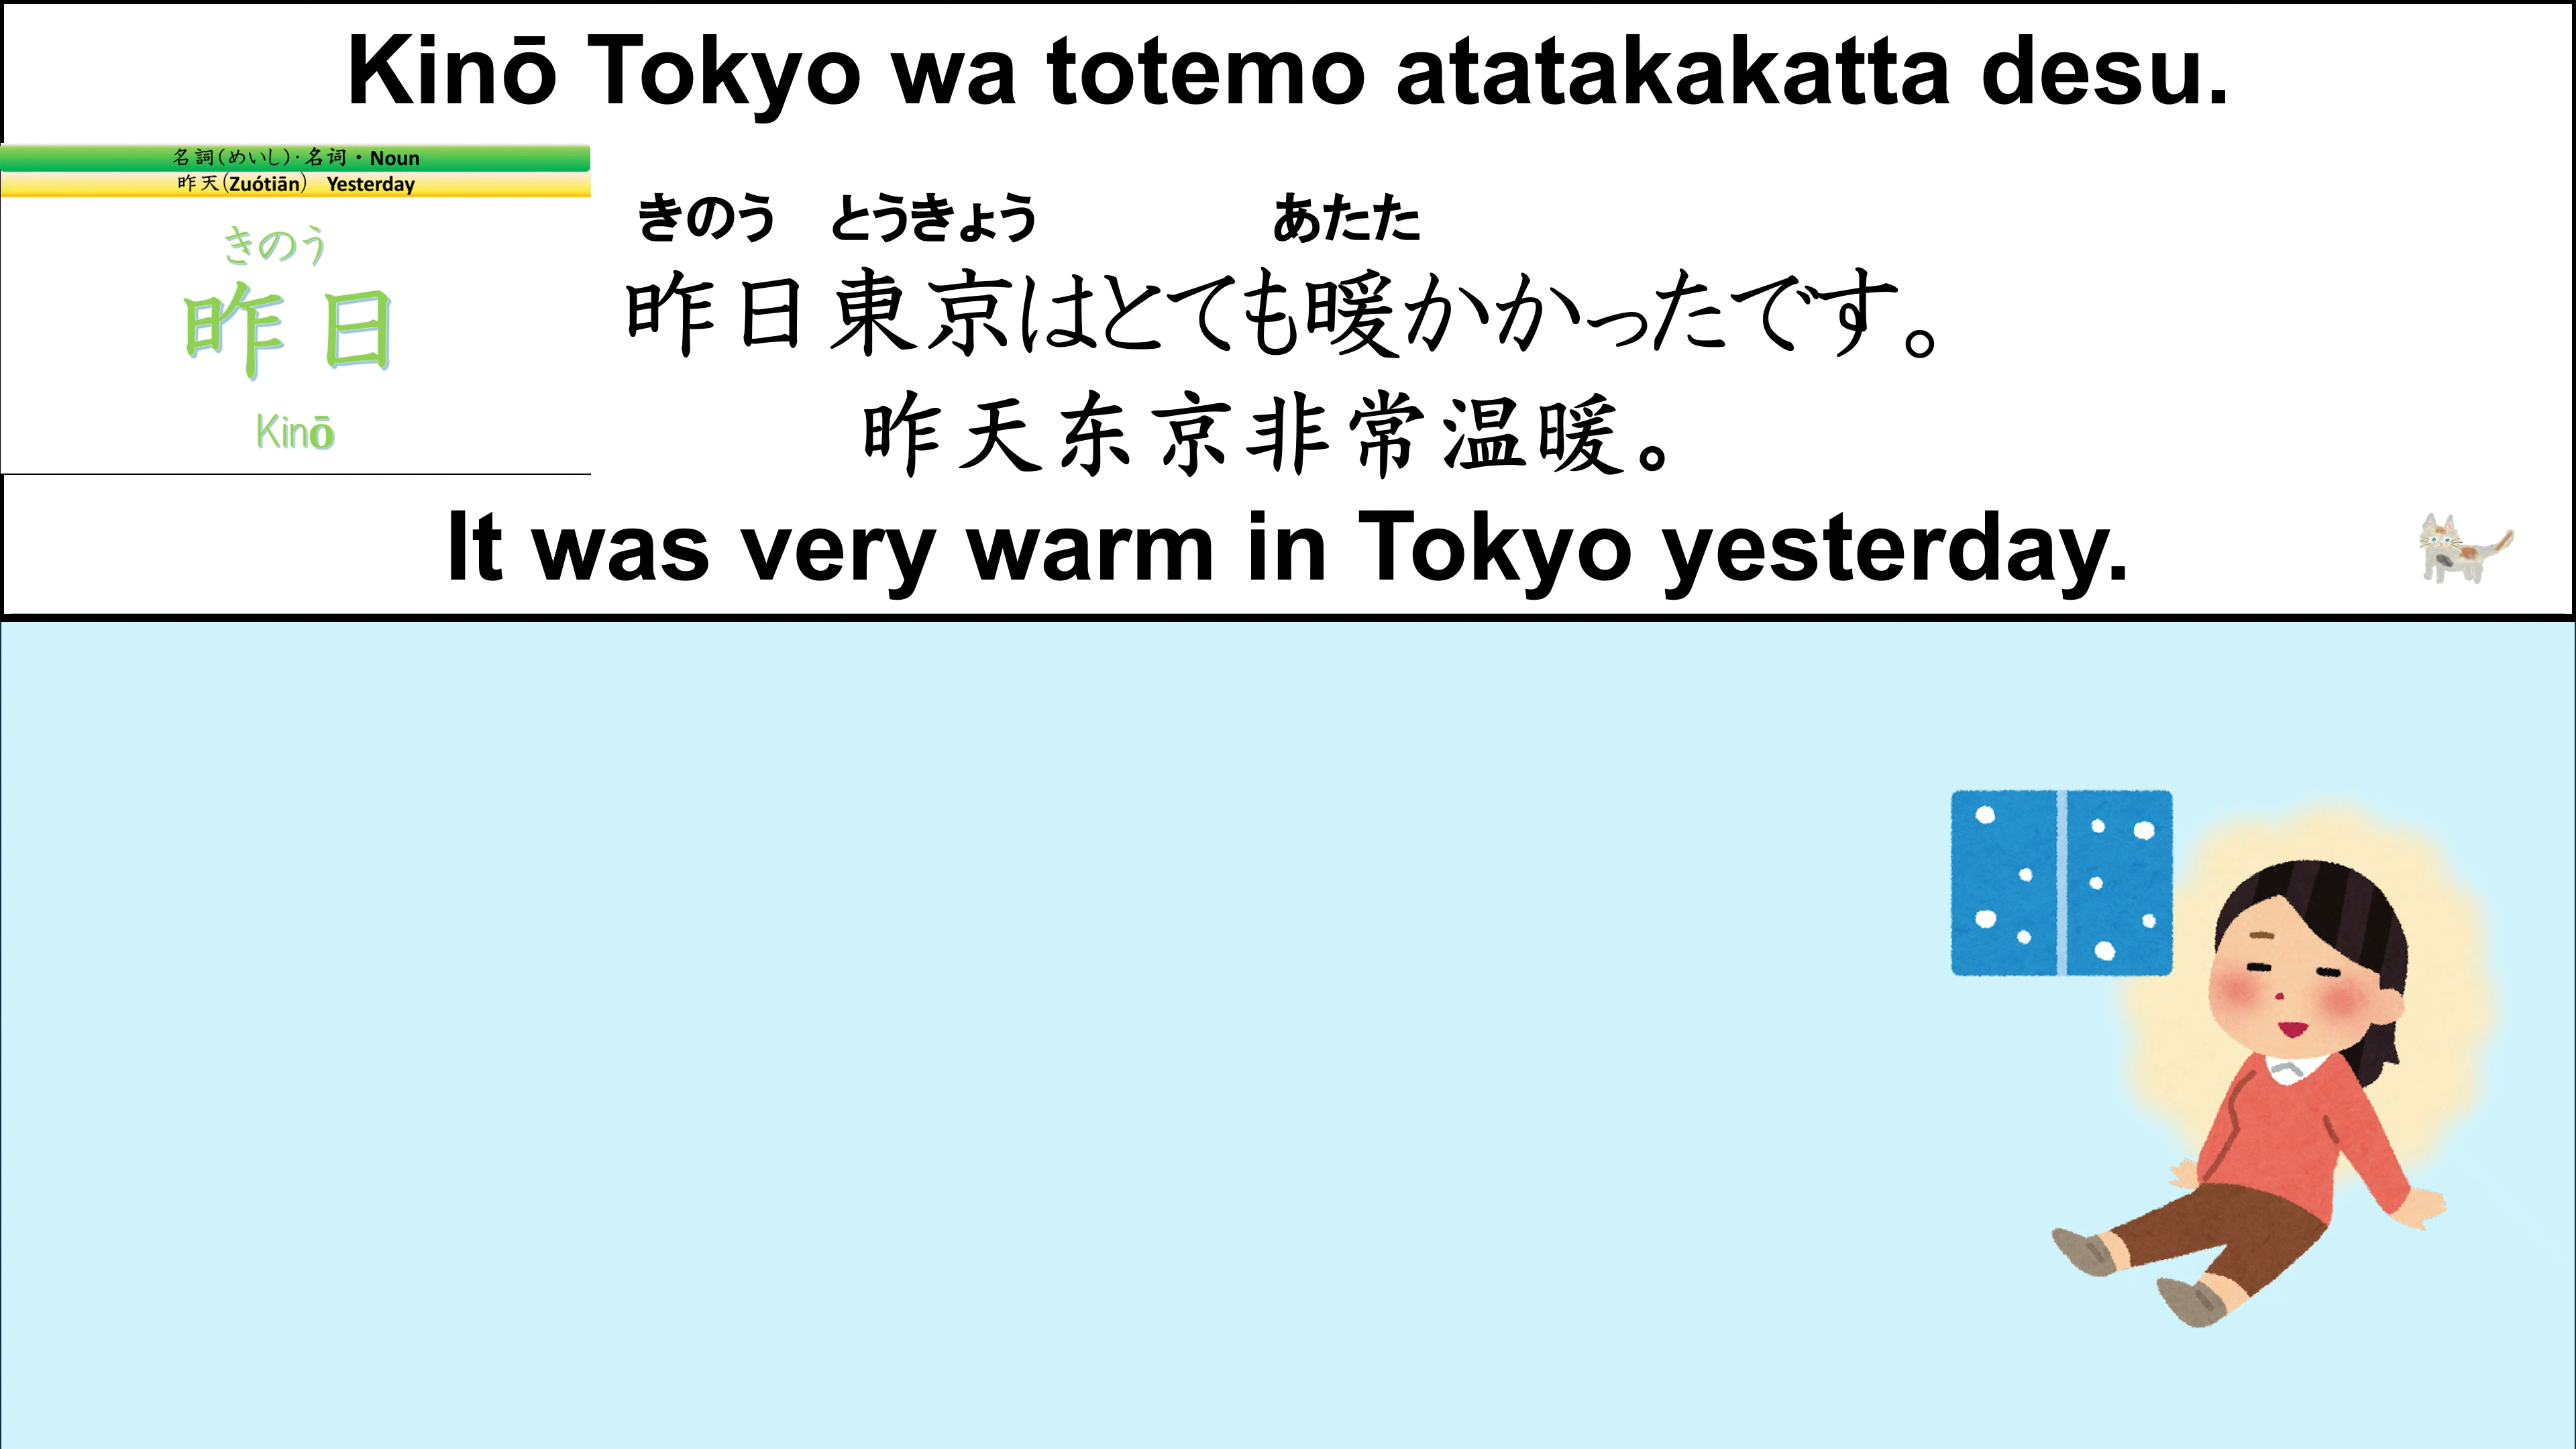 Kinō Tokyo wa totemo atatakakatta desu.
名詞（めいし）·名词・Noun
昨天（Zuótiān） Yesterday
きのう
昨日
Kinō
きのう とうきょう あたた
昨日東京はとても暖かかったです。
昨天东京非常温暖。
It was very warm in Tokyo yesterday.